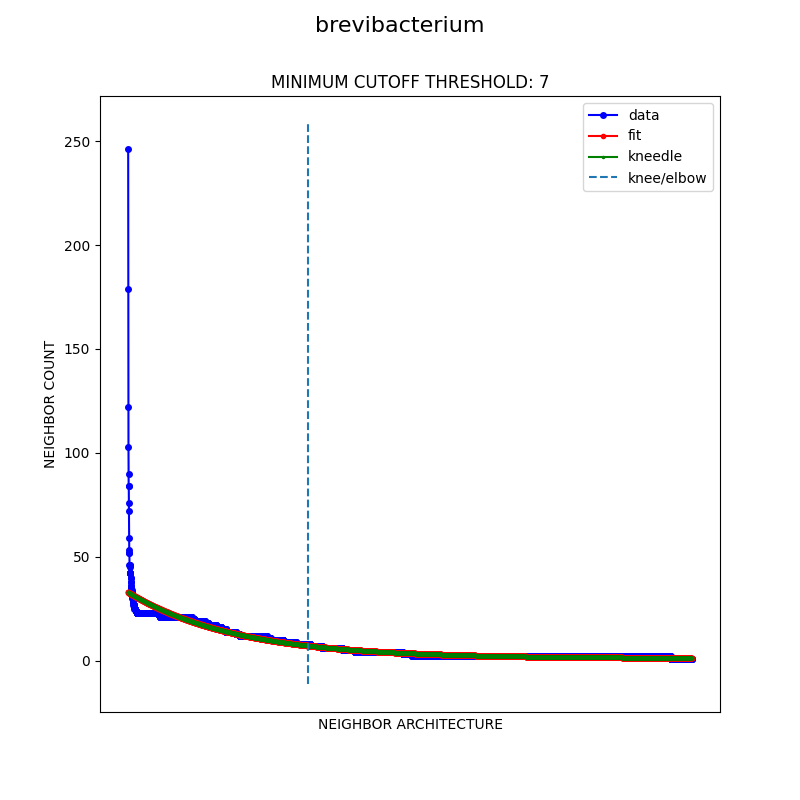 brevibacterium
MINIMUM CUTOFF THRESHOLD: 7
data
fit
kneedle
knee/elbow
250
200
150
100
50
0
NEIGHBOR COUNT
NEIGHBOR ARCHITECTURE